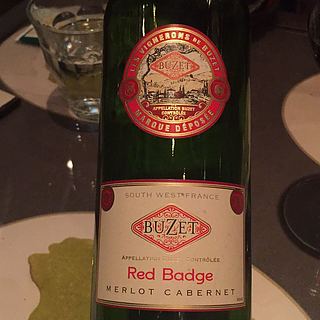 LES VIGNERONS DE BUZET
BUZET
APPELLATION BUZET
CONTRÔLÉE
MARQUE DÉPOSÉE
SOUTH WEST FRANCE
BUZET
APPELLATION BUZET CONTRÔLÉE
Red Badge
MERLOT CABERNET